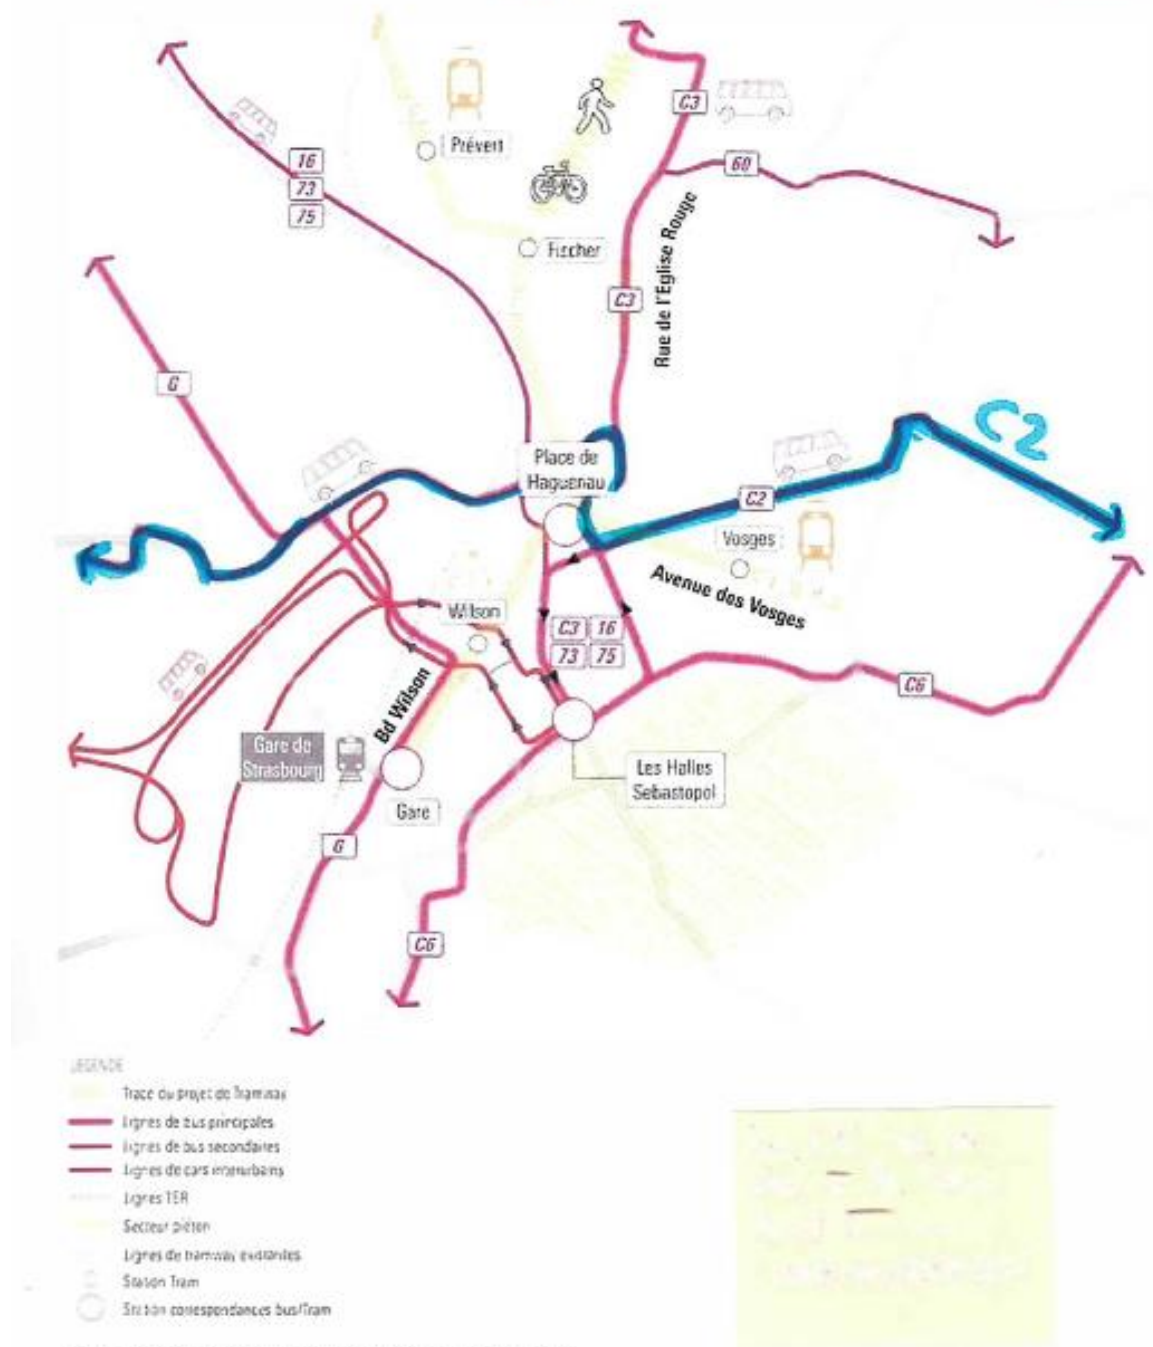 C3
Prévert
16
60
73
75
Fischer
Rue de l'Eglise Rouge
C3
G
C2
Place de
Haguenau
C2
Vosges
Avenue des Vosges
Wilson
C3 16
73 75
Bd Wilson
C6
Gare de
Strasbourg
Les Halles
Sebastopol
Gare
G
C6
LEGENDE
Tracé du projet de Tramway
Lignes de bus principales
Lignes de bus secondaires
Lignes de cars interurbains
Lignes TER
Secteur piéton
Lignes de tramway existantes
Station Tram
Station correspondances bus/Tram